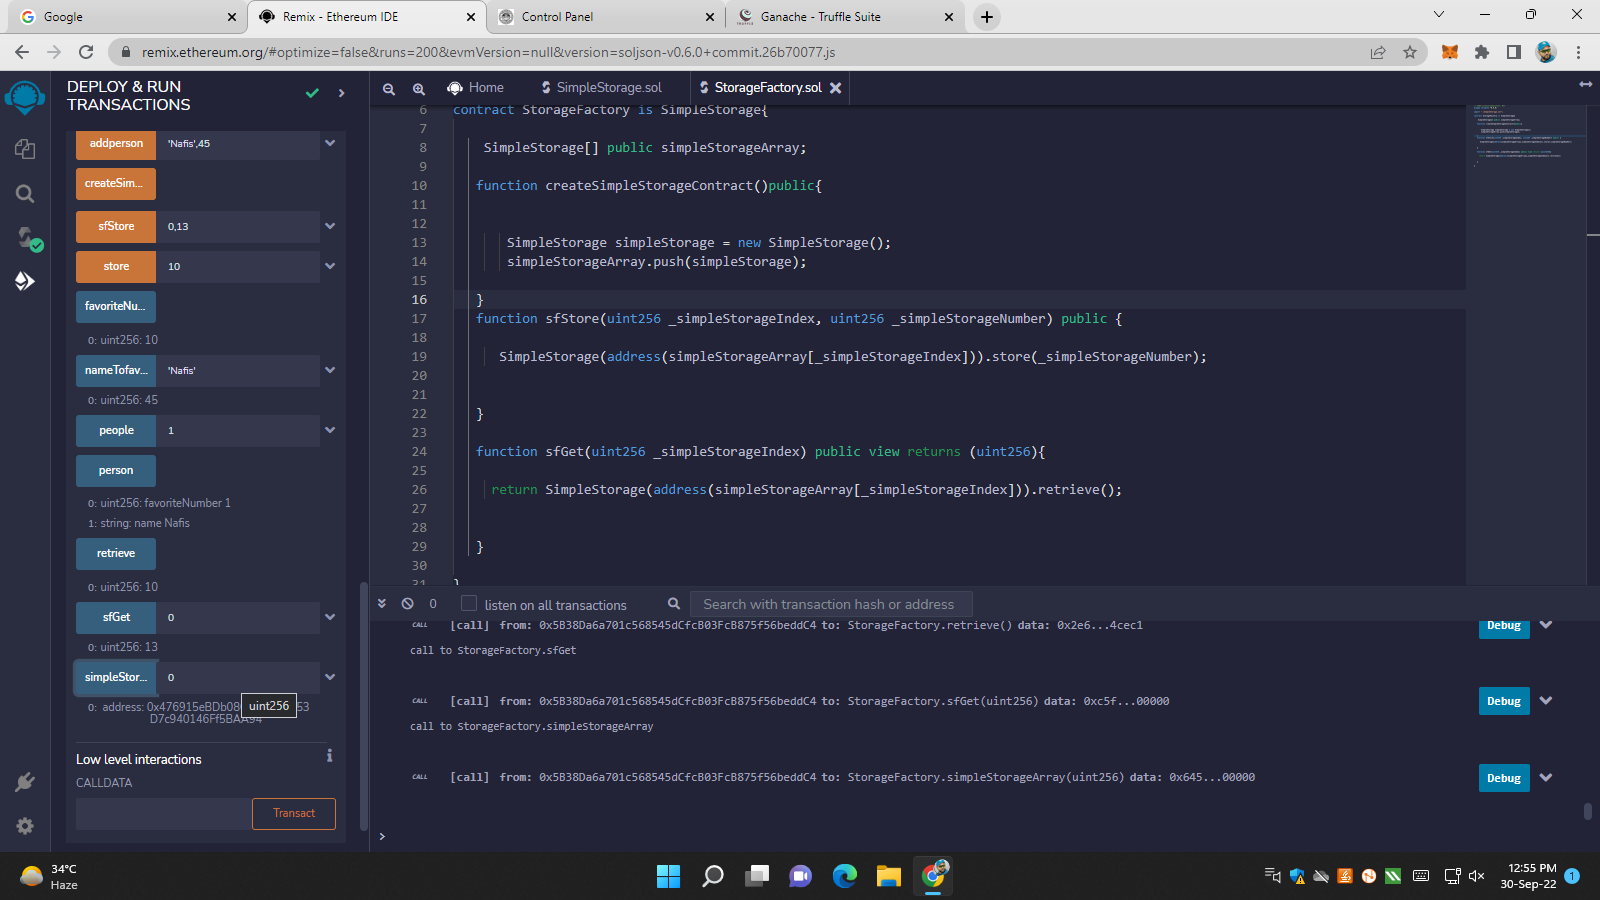 Google
Remix - Ethereum IDE
Control Panel
Ganache - Truffle Suite
remix.ethereum.org/#optimize=false&runs=200&evmVersion=null&version=soljson-v0.6.0+commit.26b70077.js
DEPLOY & RUN
TRANSACTIONS
addperson 'Nafis',45
createSim...
sfStore 0,13
store 10
favoriteNu...
0: uint256: 10
nameTofav... 'Nafis'
0: uint256: 45
people 1
person
0: uint256: favoriteNumber 1
1: string: name Nafis
retrieve
0: uint256: 10
sfGet 0
0: uint256: 13
simpleStor... 0
uint256
0: address: 0x476915eBDb08 53
D7c940146Ff5BAA94
Low level interactions
CALLDATA
Transact
Home
SimpleStorage.sol
StorageFactory.sol
6 contract StorageFactory is SimpleStorage{
7
8 SimpleStorage[] public simpleStorageArray;
9
10 function createSimpleStorageContract()public{
11
12
13 SimpleStorage simpleStorage = new SimpleStorage();
14 simpleStorageArray.push(simpleStorage);
15
16 }
17 function sfStore(uint256 _simpleStorageIndex, uint256 _simpleStorageNumber) public {
18
19 SimpleStorage(address(simpleStorageArray[_simpleStorageIndex])).store(_simpleStorageNumber);
20
21
22 }
23
24 function sfGet(uint256 _simpleStorageIndex) public view returns (uint256){
25
26 return SimpleStorage(address(simpleStorageArray[_simpleStorageIndex])).retrieve();
27
28
29 }
30
31 }
0 listen on all transactions Search with transaction hash or address
CALL [call] from: 0x5B38Da6a701c568545dCfcB03FcB875f56beddC4 to: StorageFactory.retrieve() data: 0x2e6...4cec1 Debug
call to StorageFactory.sfGet
CALL [call] from: 0x5B38Da6a701c568545dCfcB03FcB875f56beddC4 to: StorageFactory.sfGet(uint256) data: 0xc5f...00000 Debug
call to StorageFactory.simpleStorageArray
CALL [call] from: 0x5B38Da6a701c568545dCfcB03FcB875f56beddC4 to: StorageFactory.simpleStorageArray(uint256) data: 0x645...00000 Debug
>
34°C
Haze
12:55 PM
30-Sep-22
1